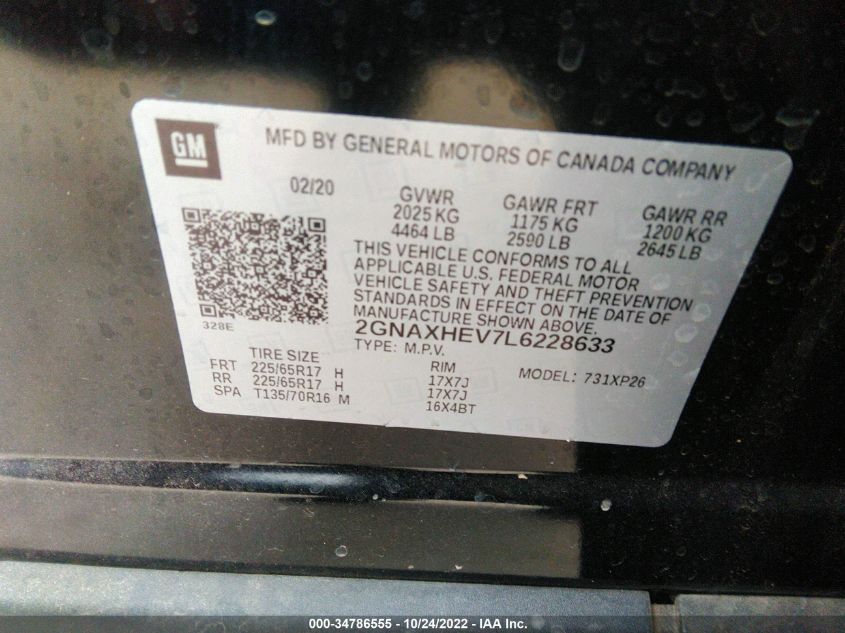 GM
MFD BY GENERAL MOTORS OF CANADA COMPANY
02/20
GVWR
2025 KG
4464 LB
GAWR FRT
1175 KG
2590 LB
GAWR RR
1200 KG
2645 LB
THIS VEHICLE CONFORMS TO ALL
APPLICABLE U.S. FEDERAL MOTOR
VEHICLE SAFETY AND THEFT PREVENTION
STANDARDS IN EFFECT ON THE DATE OF
MANUFACTURE SHOWN ABOVE.
328E
2GNAXHEV7L6228633
TYPE: M.P.V.
MODEL: 731XP26
TIRE SIZE RIM
FRT 225/65R17 H 17X7J
RR 225/65R17 H 17X7J
SPA T135/70R16 M 16X4BT
000-34786555 - 10/24/2022 - IAA Inc.